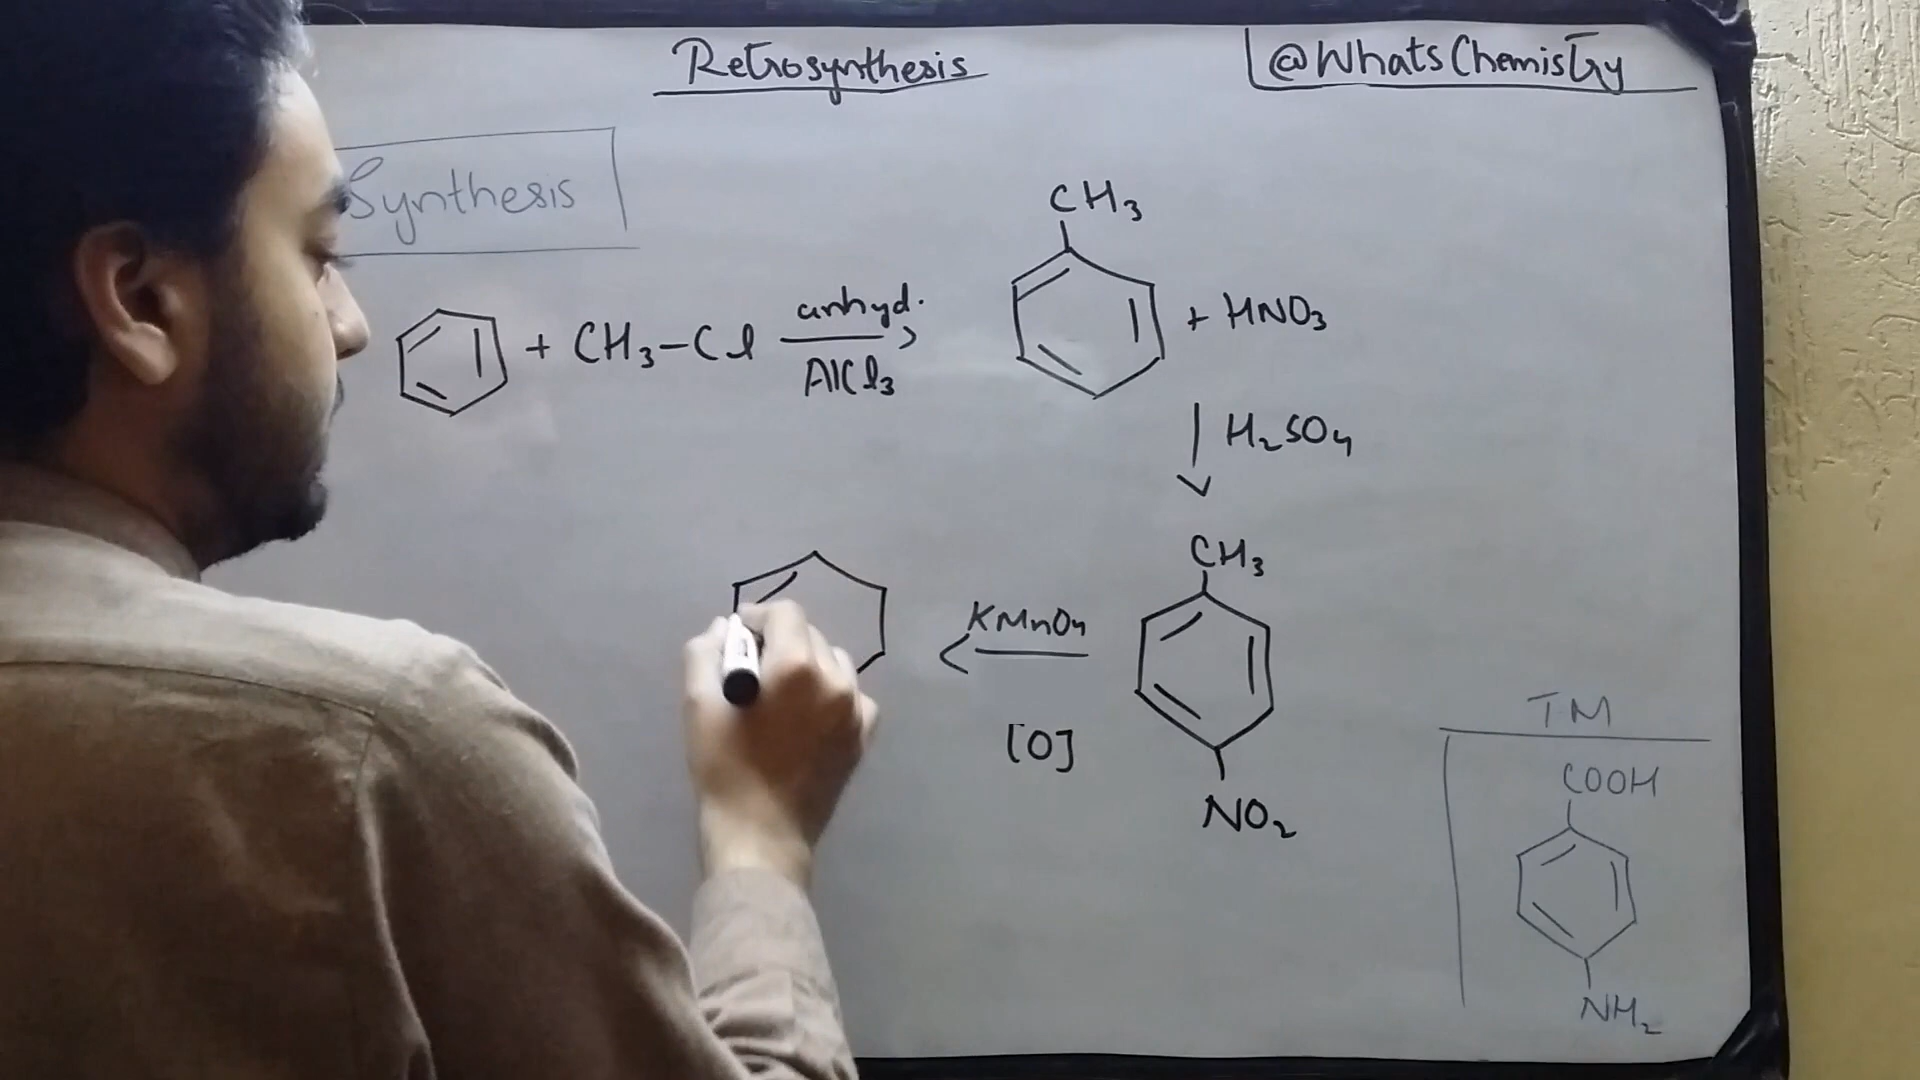 Retrosynthesis
@WhatsChemistry
Synthesis
CH3
+ CH3-Cl
anhyd.
AlCl3
+ HNO3
H2SO4
CH3
NO2
KMnO4
[O]
TM
COOH
NH2